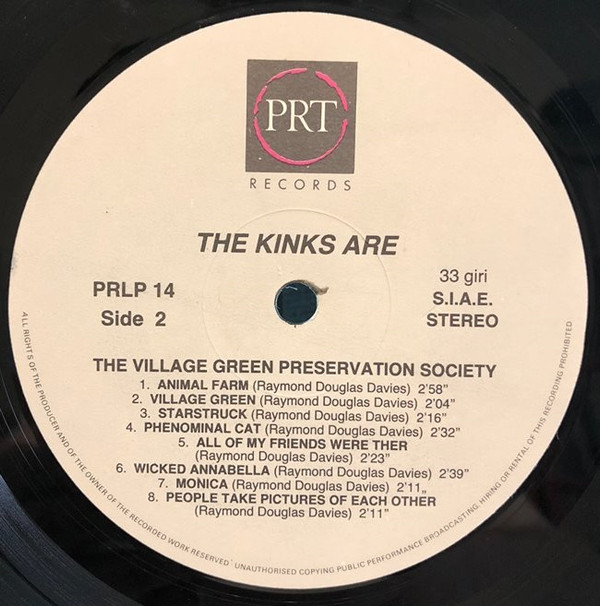 PRT
RECORDS
THE KINKS ARE
PRLP 14
Side 2
33 giri
S.I.A.E.
STEREO
THE VILLAGE GREEN PRESERVATION SOCIETY
1. ANIMAL FARM (Raymond Douglas Davies) 2'58"
2. VILLAGE GREEN (Raymond Douglas Davies) 2'04"
3. STARSTRUCK (Raymond Douglas Davies) 2'16"
4. PHENOMINAL CAT (Raymond Douglas Davies) 2'32"
5. ALL OF MY FRIENDS WERE THER
(Raymond Douglas Davies) 2'23"
6. WICKED ANNABELLA (Raymond Douglas Davies) 2'39"
7. MONICA (Raymond Douglas Davies) 2'11„
8. PEOPLE TAKE PICTURES OF EACH OTHER
(Raymond Douglas Davies) 2'11"
ALL RIGHTS OF THE PRODUCER AND OF THE OWNER OF THE RECORDED WORK RESERVED · UNAUTHORISED COPYING PUBLIC PERFORMANCE BROADCASTING, HIRING OR RENTAL OF THIS RECORDING PROHIBITED